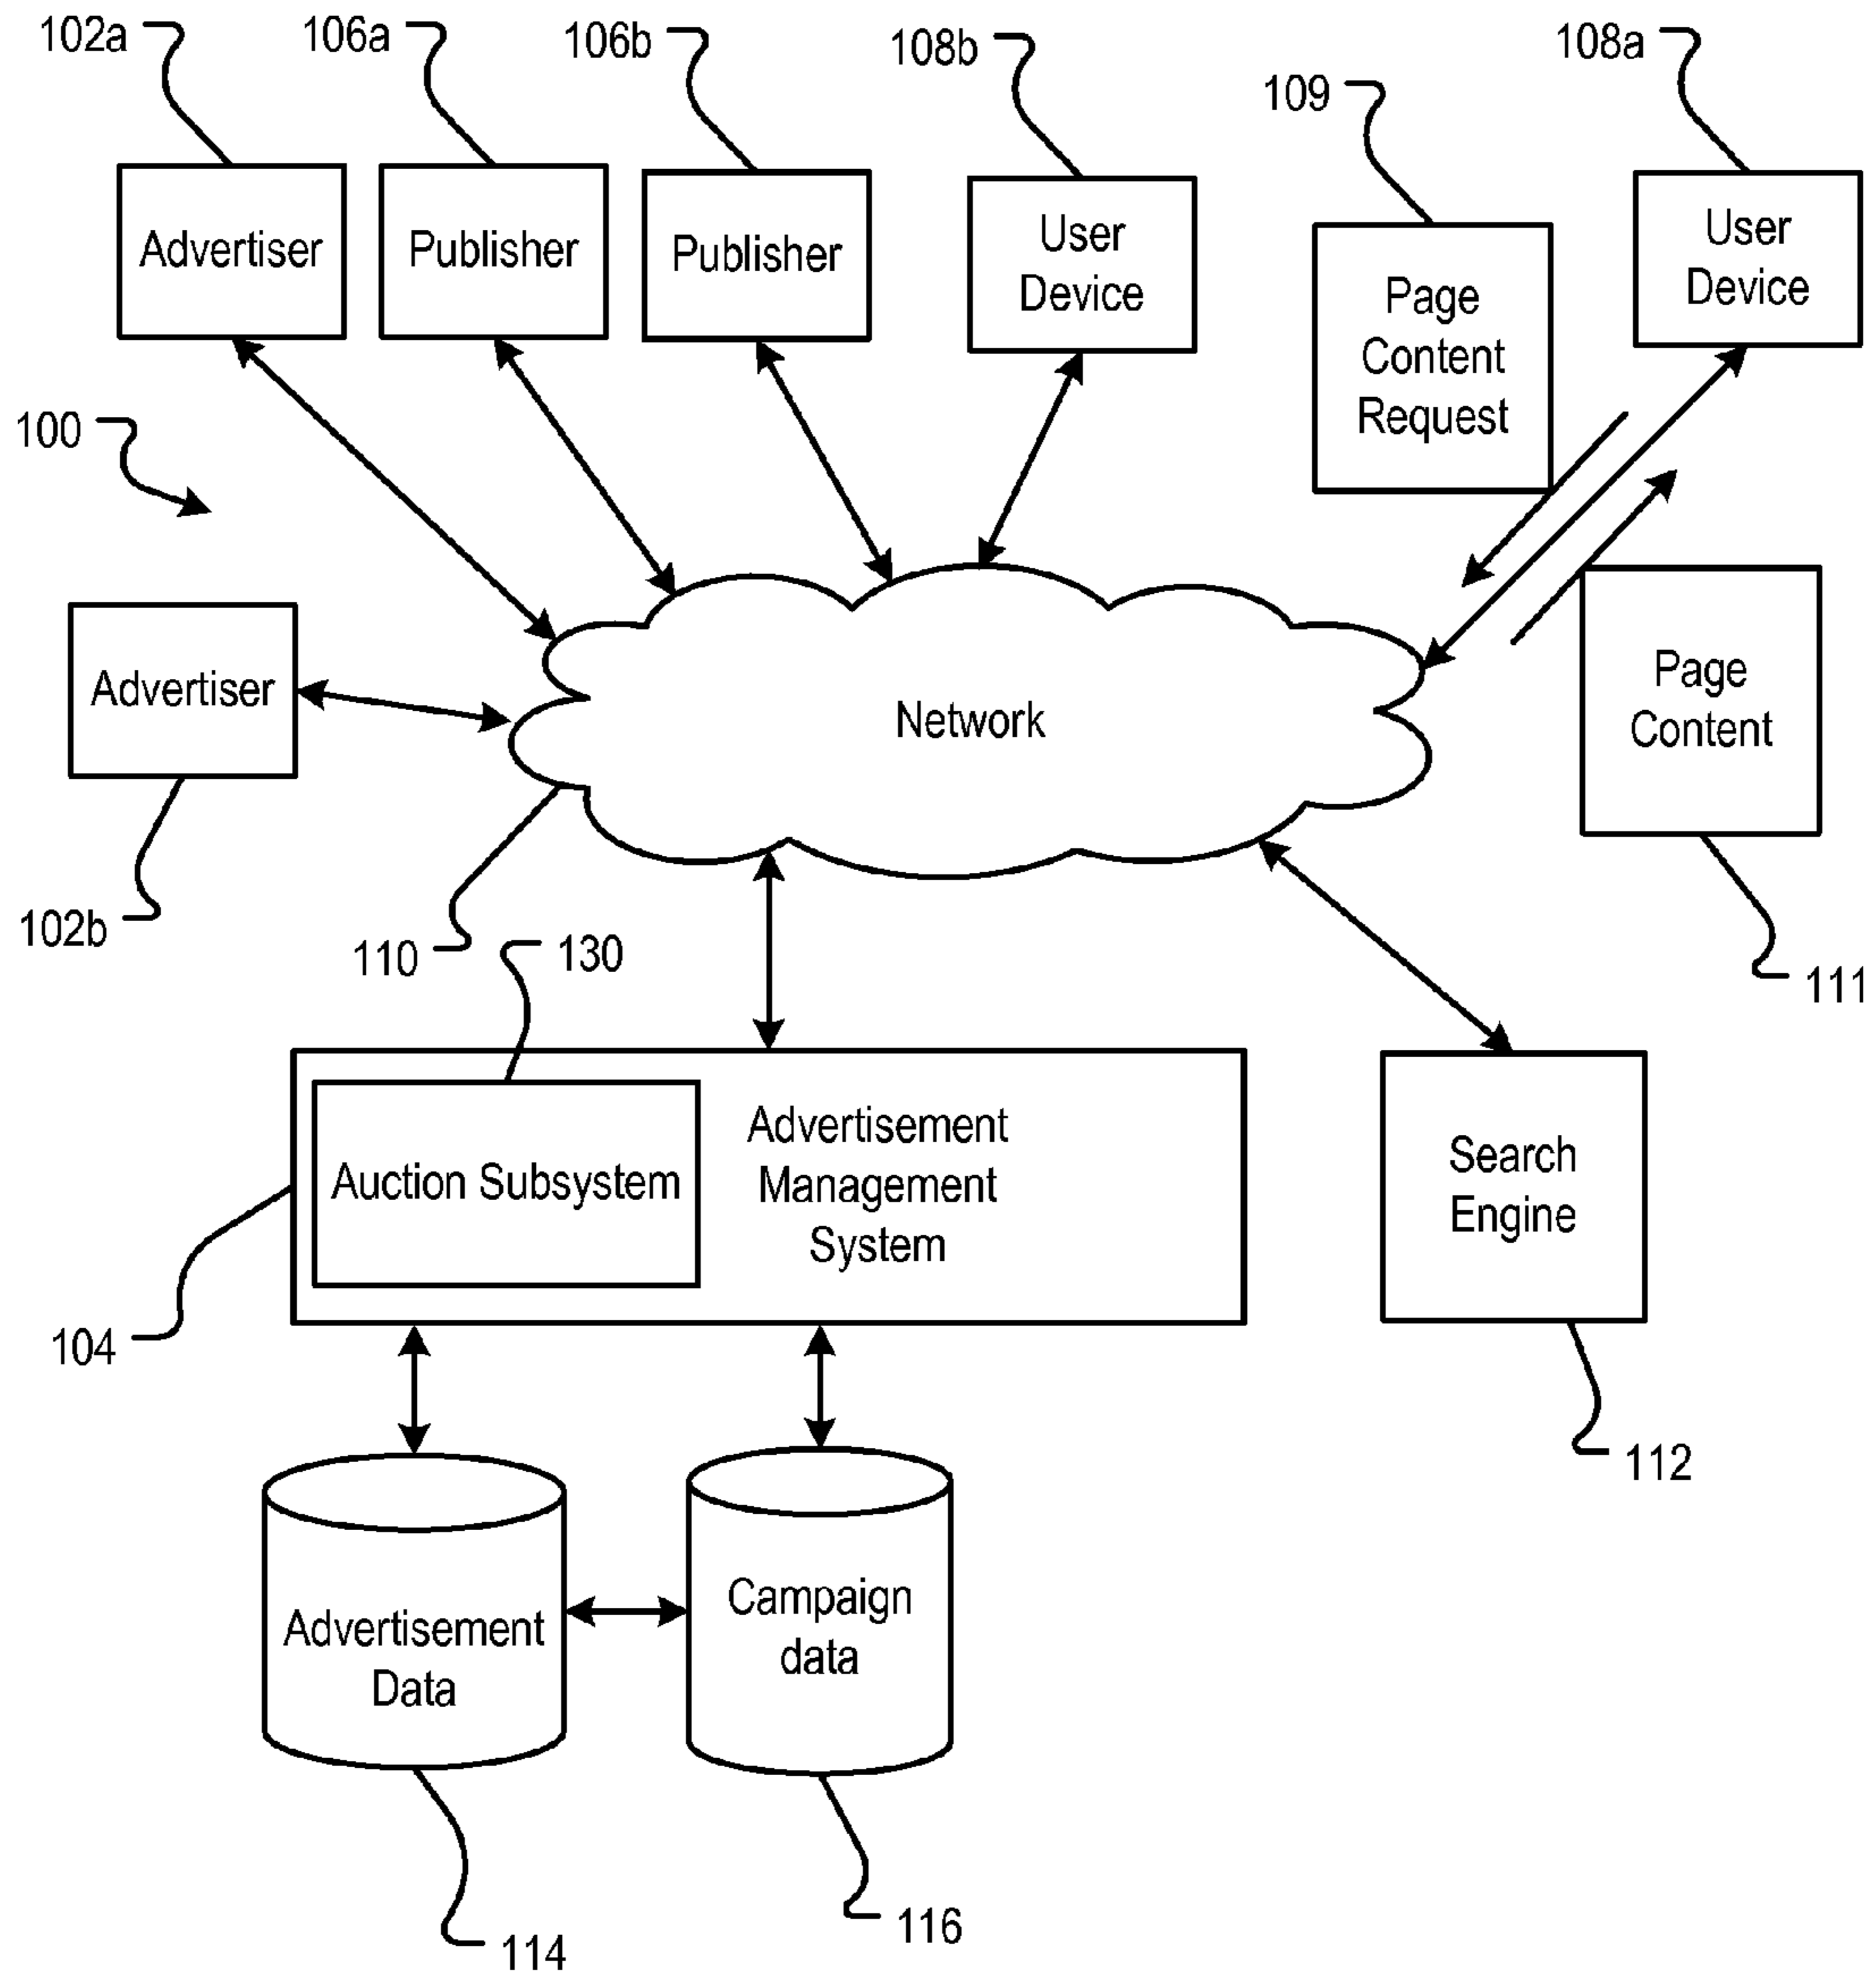 102a
106a
106b
108b
109
108a
Advertiser
Publisher
Publisher
User
Device
Page
Content
Request
User
Device
100
Advertiser
Network
Page
Content
102b
110
130
111
Auction Subsystem
Advertisement
Management
System
Search
Engine
104
112
Advertisement
Data
Campaign
data
114
116